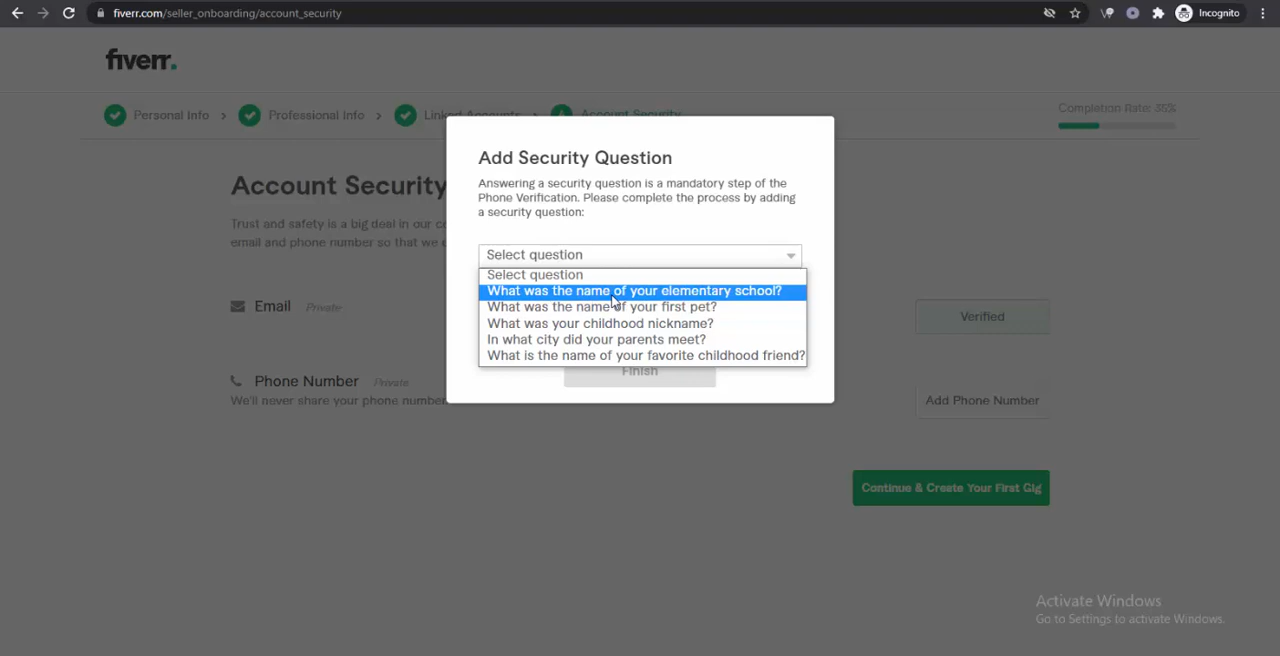 fiverr.com/seller_onboarding/account_security
Incognito
fiverr.
Personal Info
Professional Info
Linked Accounts
Account Security
Completion Rate: 35%
Add Security Question
Answering a security question is a mandatory step of the
Phone Verification. Please complete the process by adding
a security question:
Select question
Select question
What was the name of your elementary school?
What was the name of your first pet?
What was your childhood nickname?
In what city did your parents meet?
What is the name of your favorite childhood friend?
Finish
Account Security
Trust and safety is a big deal in our
email and phone number so that we
Email Private
Verified
Phone Number Private
We'll never share your phone number
Add Phone Number
Continue & Create Your First Gig
Activate Windows
Go to Settings to activate Windows.